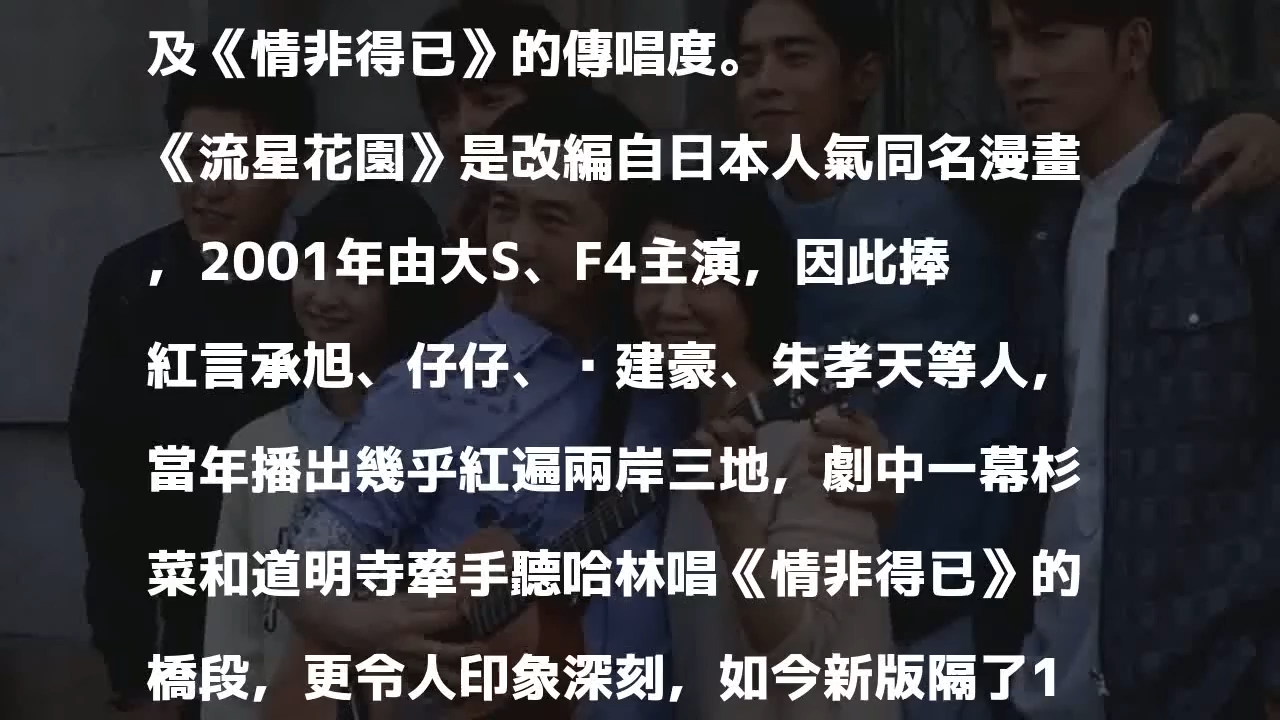 及《情非得已》的傳唱度。
《流星花園》是改編自日本人氣同名漫畫
，2001年由大S、F4主演，因此捧
紅言承旭、仔仔、▪建豪、朱孝天等人，
當年播出幾乎紅遍兩岸三地，劇中一幕杉
菜和道明寺牽手聽哈林唱《情非得已》的
橋段，更令人印象深刻，如今新版隔了1